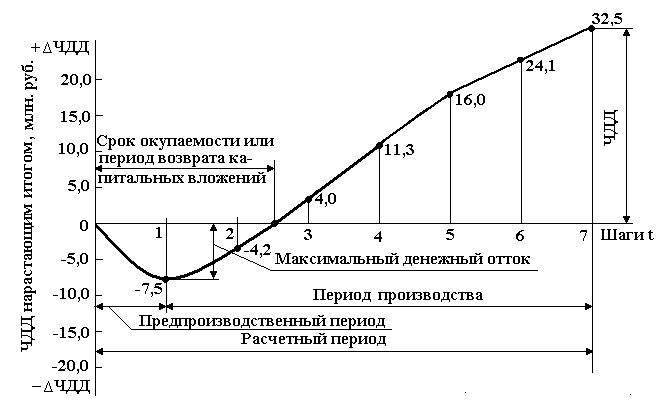 +ΔЧДД
ЧДД нарастающим итогом, млн. руб.
20,0
15,0
10,0
5,0
0
-5,0
-10,0
-15,0
-20,0
−ΔЧДД
32,5
24,1
16,0
11,3
4,0
-4,2
-7,5
ЧДД
Срок окупаемости или
период возврата ка-
питальных вложений
1
2
3
4
5
6
7
Шаги t
Максимальный денежный отток
Период производства
Предпроизводственный период
Расчетный период